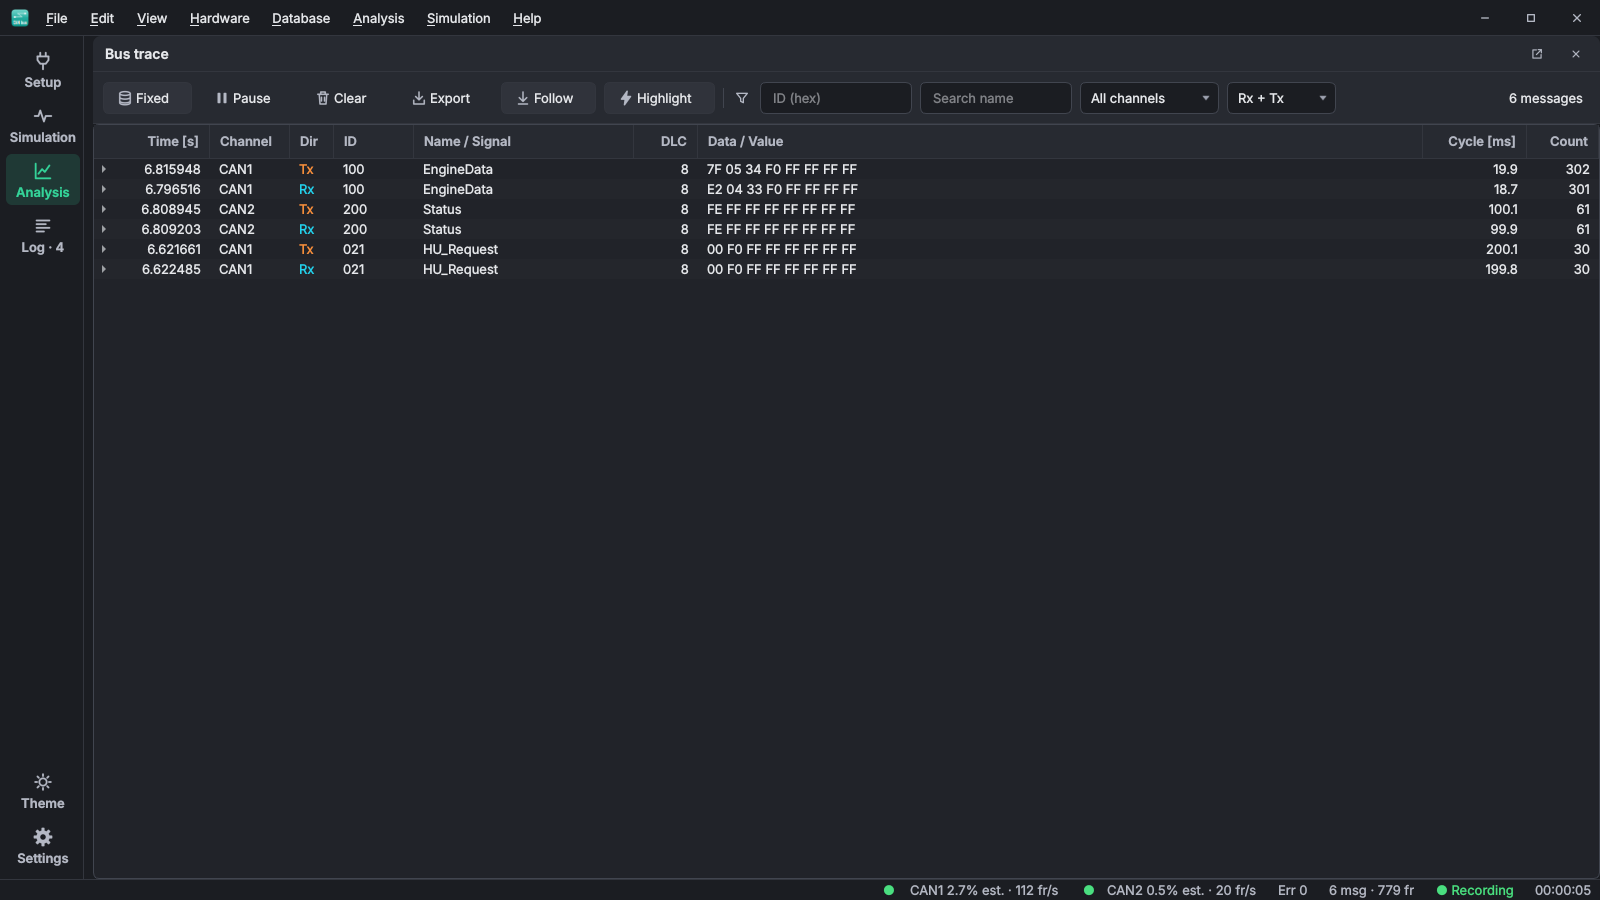 File Edit View Hardware Database Analysis Simulation Help
Bus trace
Fixed Pause Clear Export Follow Highlight ID (hex) Search name All channels Rx + Tx 6 messages
Setup
Simulation
Analysis
Log · 4
Time [s] Channel Dir ID Name / Signal DLC Data / Value Cycle [ms] Count
6.815948 CAN1 Tx 100 EngineData 8 7F 05 34 F0 FF FF FF FF 19.9 302
6.796516 CAN1 Rx 100 EngineData 8 E2 04 33 F0 FF FF FF FF 18.7 301
6.808945 CAN2 Tx 200 Status 8 FE FF FF FF FF FF FF FF 100.1 61
6.809203 CAN2 Rx 200 Status 8 FE FF FF FF FF FF FF FF 99.9 61
6.621661 CAN1 Tx 021 HU_Request 8 00 F0 FF FF FF FF FF FF 200.1 30
6.622485 CAN1 Rx 021 HU_Request 8 00 F0 FF FF FF FF FF FF 199.8 30
Theme
Settings
CAN1 2.7% est. · 112 fr/s CAN2 0.5% est. · 20 fr/s Err 0 6 msg · 779 fr Recording 00:00:05